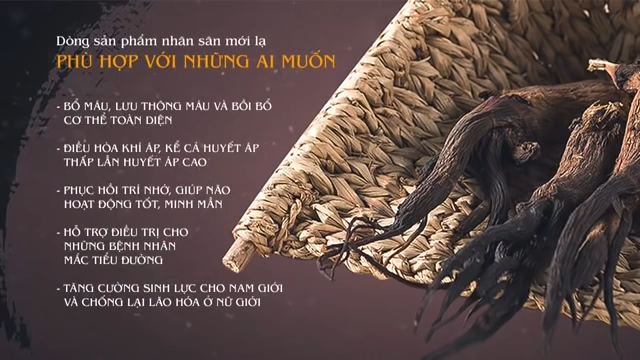 Dòng sản phẩm nhân sân mới lạ
PHÙ HỢP VỚI NHỮNG AI MUỐN
- BỔ MÁU, LƯU THÔNG MÁU VÀ BỒI BỔ
CƠ THỂ TOÀN DIỆN
- ĐIỀU HÒA KHÍ ÁP, KỂ CẢ HUYẾT ÁP
THẤP LẪN HUYẾT ÁP CAO
- PHỤC HỒI TRÍ NHỚ, GIÚP NÃO
HOẠT ĐỘNG TỐT, MINH MẪN
- HỖ TRỢ ĐIỀU TRỊ CHO
NHỮNG BỆNH NHÂN
MẮC TIỂU ĐƯỜNG
- TĂNG CƯỜNG SINH LỰC CHO NAM GIỚI
VÀ CHỐNG LẠI LÃO HÓA Ở NỮ GIỚI